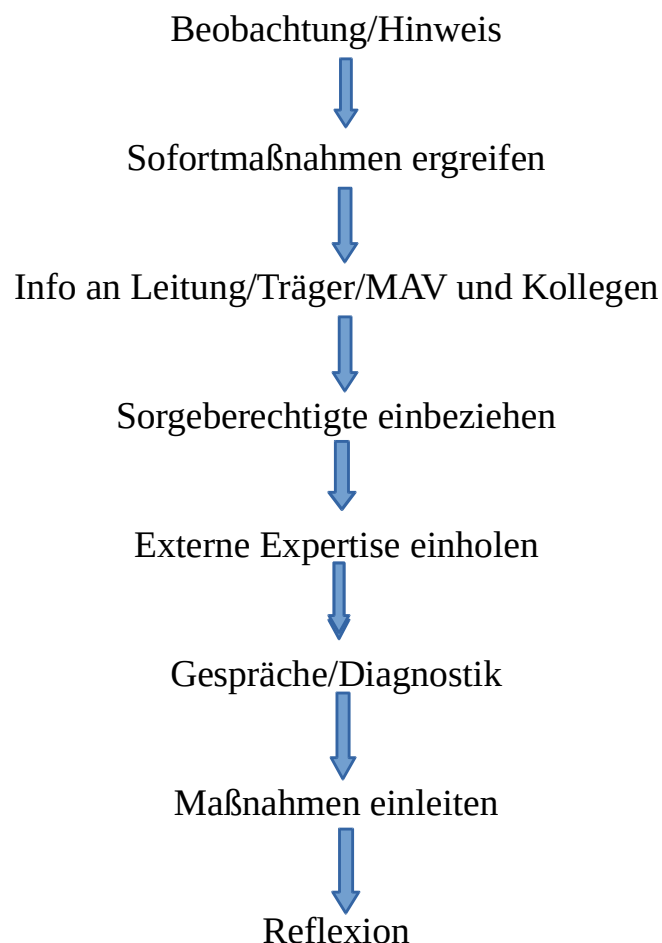 Beobachtung/Hinweis
Sofortmaßnahmen ergreifen
Info an Leitung/Träger/MAV und Kollegen
Sorgeberechtigte einbeziehen
Externe Expertise einholen
Gespräche/Diagnostik
Maßnahmen einleiten
Reflexion